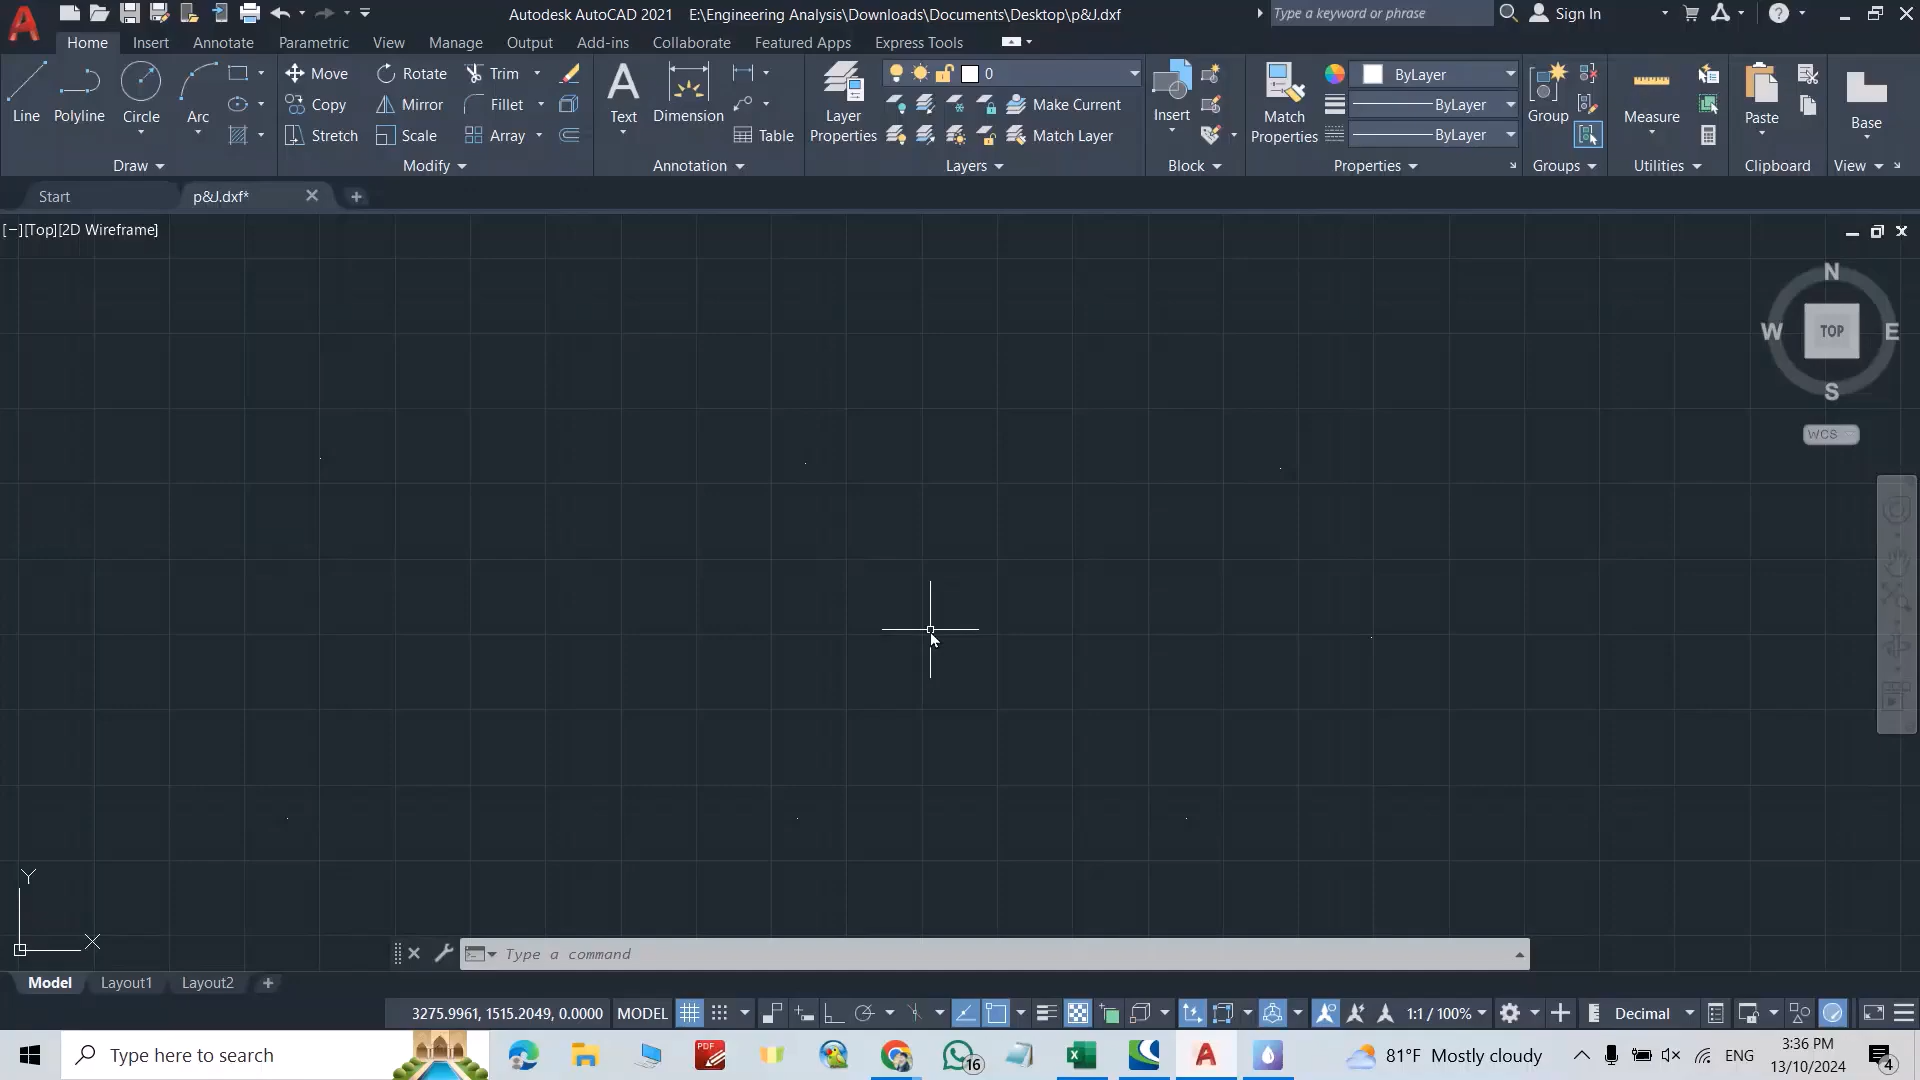 Autodesk AutoCAD 2021 E:\Engineering Analysis\Downloads\Documents\Desktop\p&J.dxf
Type a keyword or phrase
Sign In
Home Insert Annotate Parametric View Manage Output Add-ins Collaborate Featured Apps Express Tools
Line Polyline Circle Arc
Draw
Move Rotate Trim
Copy Mirror Fillet
Stretch Scale Array
Modify
Text Dimension Table
Annotation
Layer Properties
0
Make Current
Match Layer
Layers
Insert
Block
Match Properties
ByLayer
ByLayer
ByLayer
Properties
Group
Groups
Measure
Utilities
Paste
Clipboard
Base
View
Start p&J.dxf*
[−][Top][2D Wireframe]
N
W TOP E
S
WCS
Y
X
Type a command
Model Layout1 Layout2
3275.9961, 1515.2049, 0.0000 MODEL 1:1 / 100% Decimal
Type here to search
PDF
16
81°F Mostly cloudy
ENG
3:36 PM
13/10/2024
4